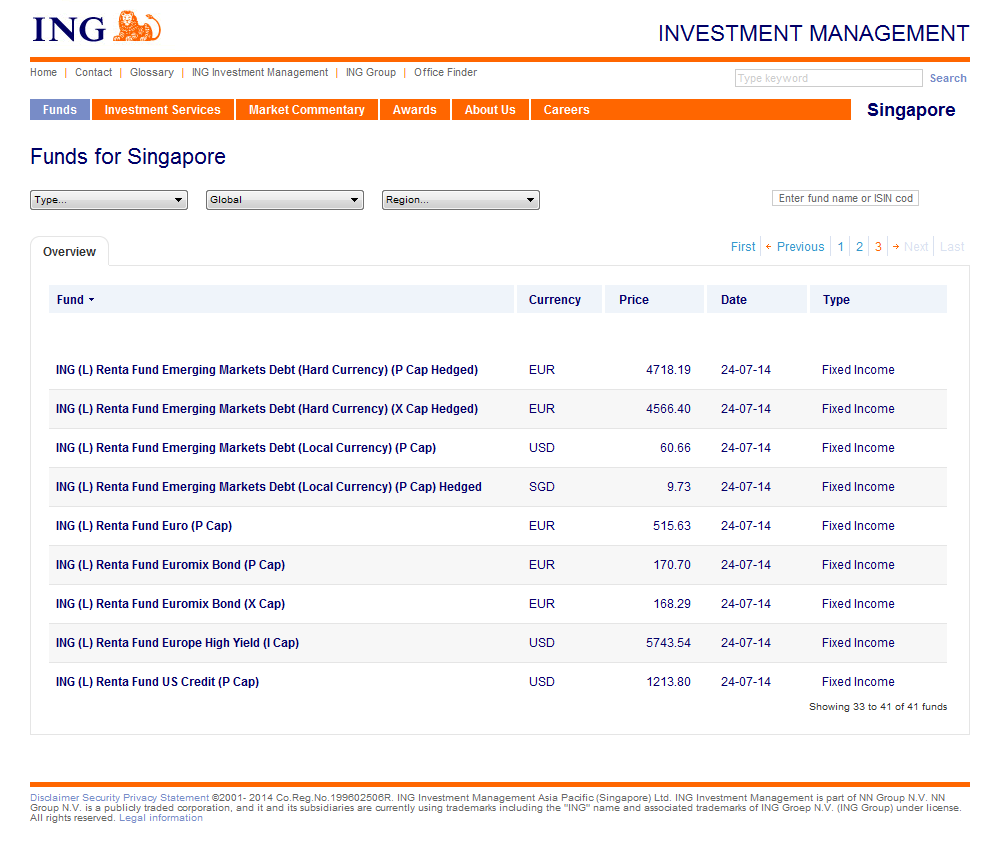 ING
INVESTMENT MANAGEMENT
Home | Contact | Glossary | ING Investment Management | ING Group | Office Finder
Type keyword Search
Funds Investment Services Market Commentary Awards About Us Careers Singapore
Funds for Singapore
Type... Global Region... Enter fund name or ISIN cod
Overview First Previous 1 2 3 Next Last
Fund Currency Price Date Type
ING (L) Renta Fund Emerging Markets Debt (Hard Currency) (P Cap Hedged) EUR 4718.19 24-07-14 Fixed Income
ING (L) Renta Fund Emerging Markets Debt (Hard Currency) (X Cap Hedged) EUR 4566.40 24-07-14 Fixed Income
ING (L) Renta Fund Emerging Markets Debt (Local Currency) (P Cap) USD 60.66 24-07-14 Fixed Income
ING (L) Renta Fund Emerging Markets Debt (Local Currency) (P Cap) Hedged SGD 9.73 24-07-14 Fixed Income
ING (L) Renta Fund Euro (P Cap) EUR 515.63 24-07-14 Fixed Income
ING (L) Renta Fund Euromix Bond (P Cap) EUR 170.70 24-07-14 Fixed Income
ING (L) Renta Fund Euromix Bond (X Cap) EUR 168.29 24-07-14 Fixed Income
ING (L) Renta Fund Europe High Yield (I Cap) USD 5743.54 24-07-14 Fixed Income
ING (L) Renta Fund US Credit (P Cap) USD 1213.80 24-07-14 Fixed Income
Showing 33 to 41 of 41 funds
Disclaimer Security Privacy Statement ©2001- 2014 Co.Reg.No.199602506R. ING Investment Management Asia Pacific (Singapore) Ltd. ING Investment Management is part of NN Group N.V. NN
Group N.V. is a publicly traded corporation, and it and its subsidiaries are currently using trademarks including the "ING" name and associated trademarks of ING Groep N.V. (ING Group) under license.
All rights reserved. Legal information